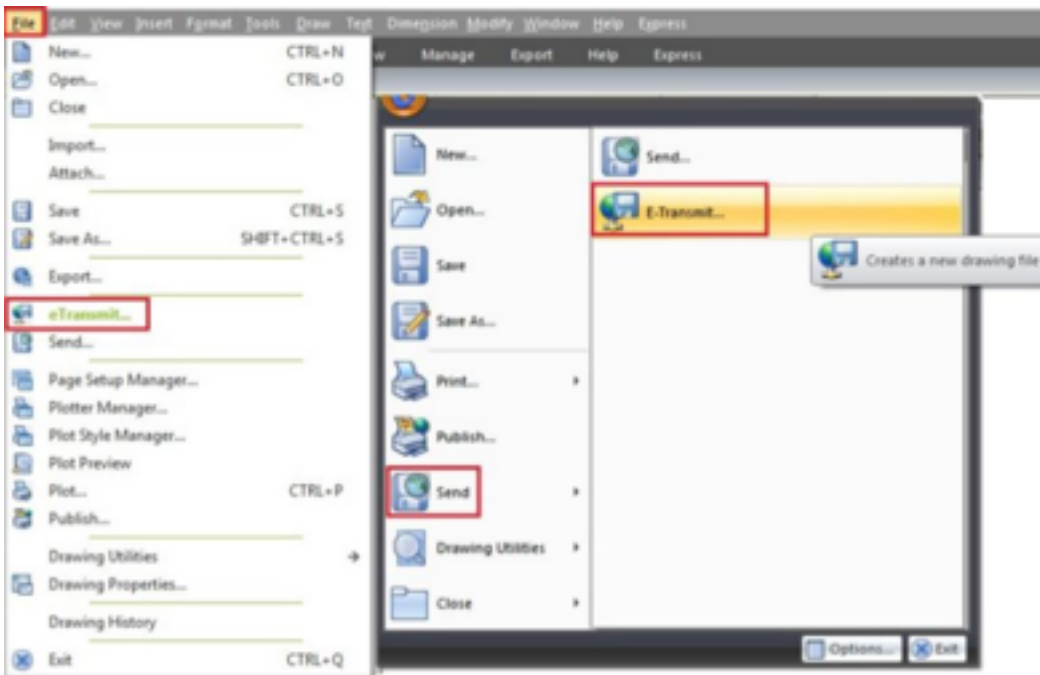 File Edit View Insert Format Tools Draw Text Dimension Modify Window Help Express
Manage Export Help Express
New... CTRL+N
Open... CTRL+O
Close
Import...
Attach...
Save CTRL+S
Save As... SHIFT+CTRL+S
Export...
eTransmit...
Send...
Page Setup Manager...
Plotter Manager...
Plot Style Manager...
Plot Preview
Plot... CTRL+P
Publish...
Drawing Utilities
Drawing Properties...
Drawing History
Exit CTRL+Q
New...
Open...
Save
Save As...
Print...
Publish...
Send
Drawing Utilities
Close
Send...
E-Transmit...
Creates a new drawing file
Options... Exit